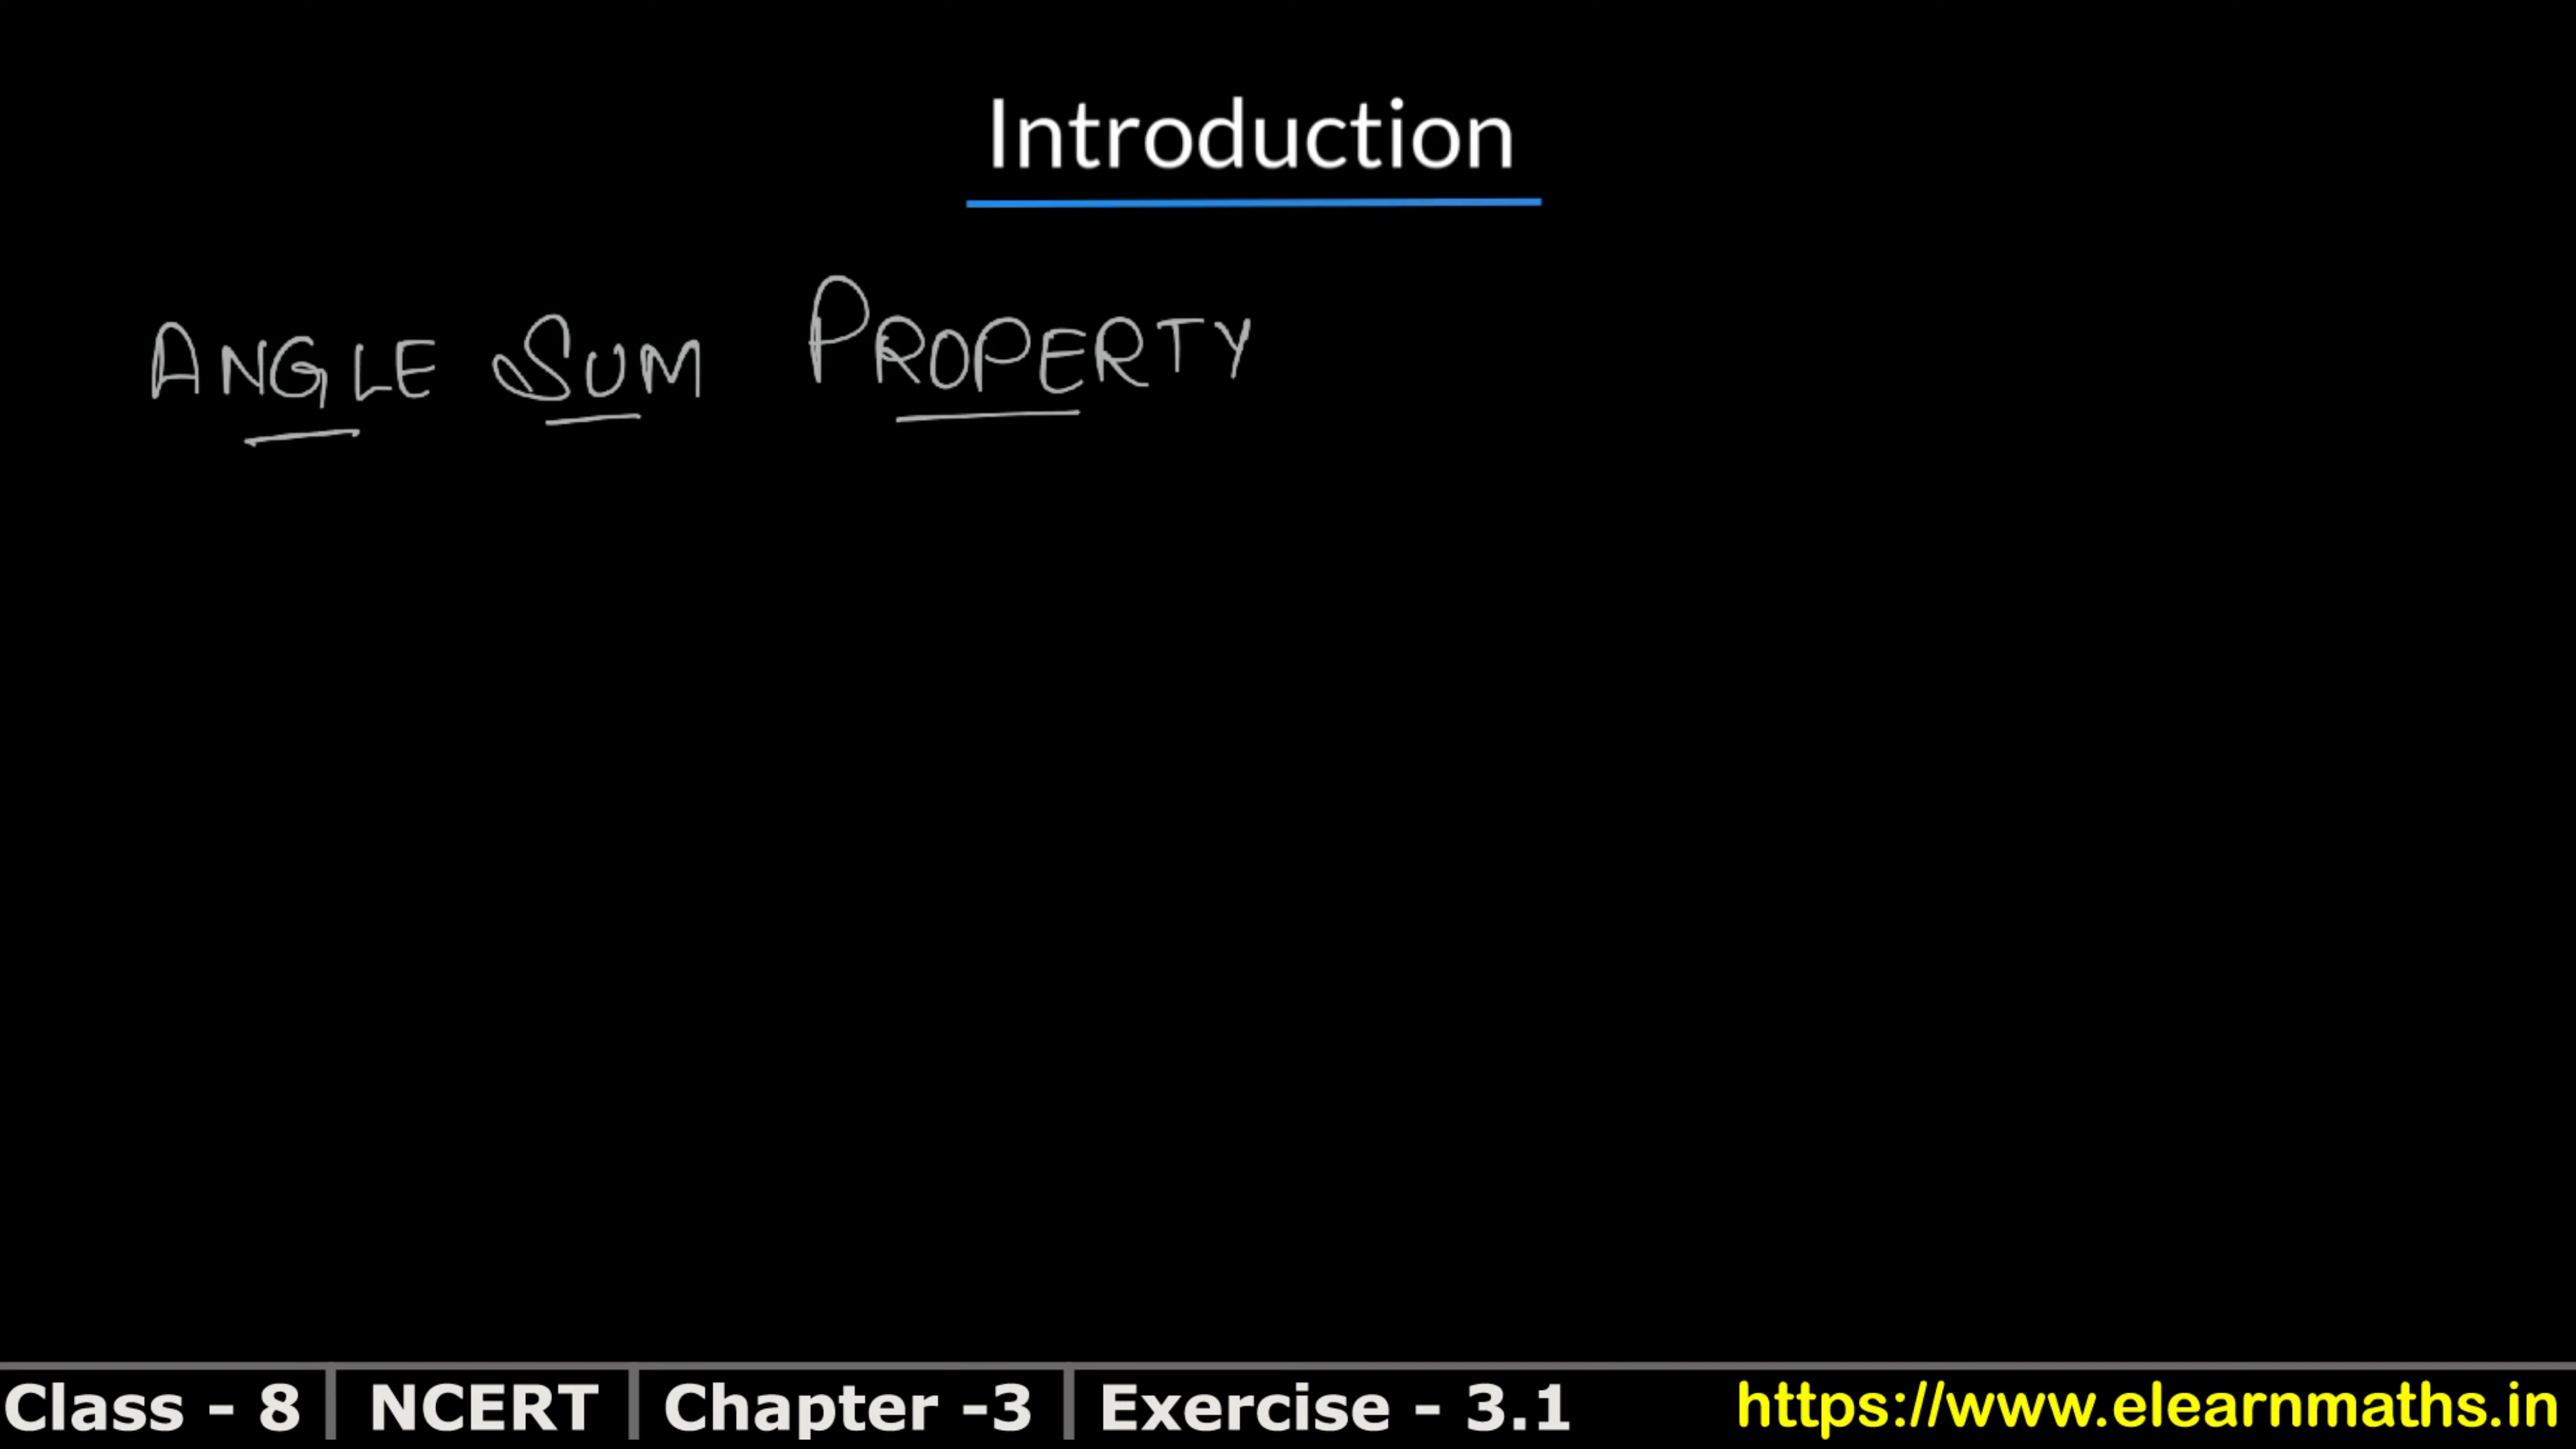 Introduction
ANGLE SUM PROPERTY
Class - 8 | NCERT | Chapter -3 | Exercise - 3.1 https://www.elearnmaths.in